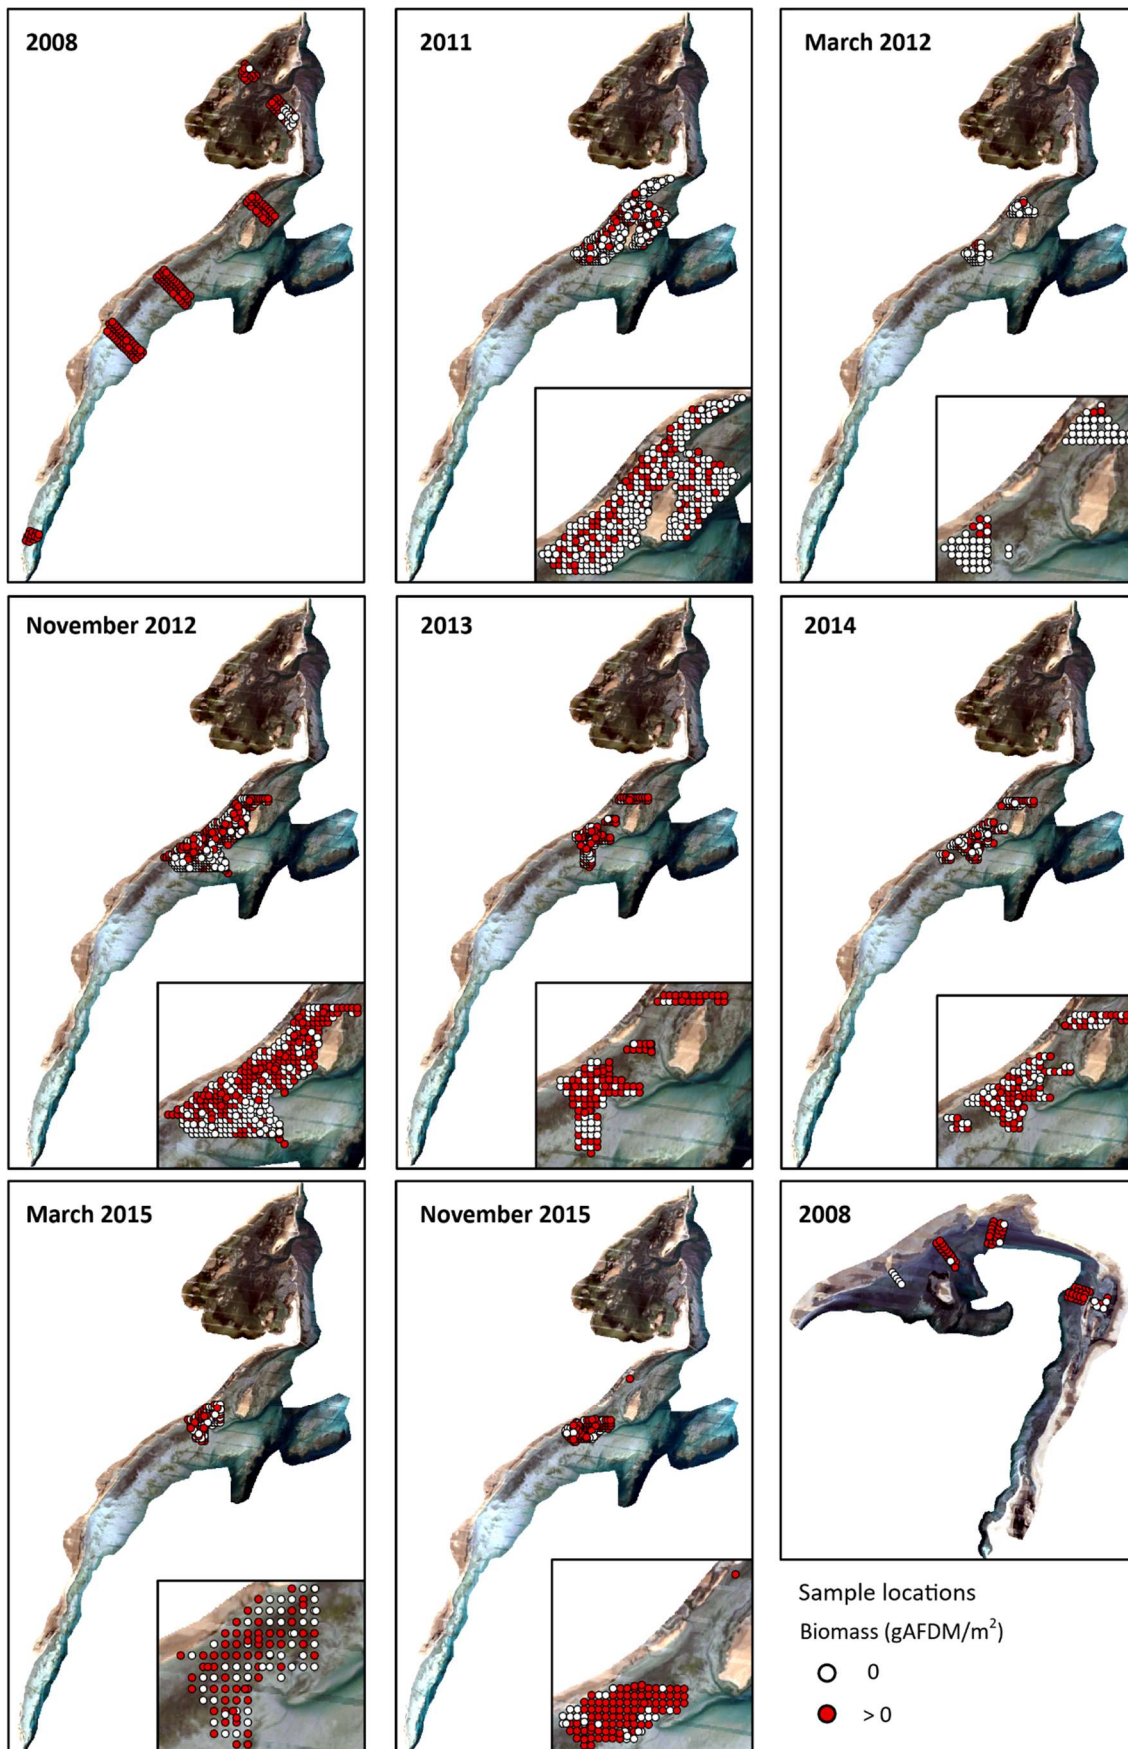 2008
2011
March 2012
November 2012
2013
2014
March 2015
November 2015
2008
Sample locations
Biomass (gAFDM/m²)
0
> 0